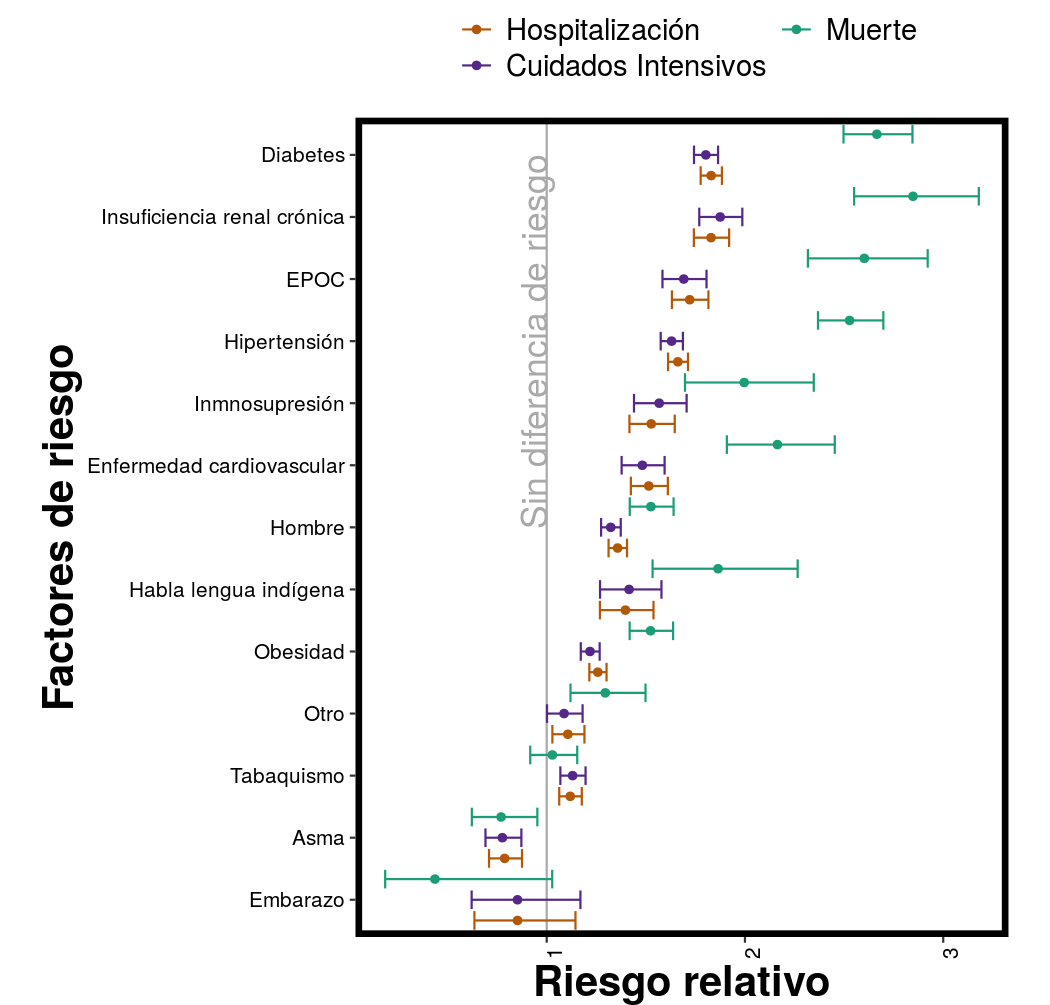 Hospitalización
Muerte
Cuidados Intensivos
Factores de riesgo
Diabetes
Insuficiencia renal crónica
EPOC
Hipertensión
Inmnosupresión
Enfermedad cardiovascular
Hombre
Habla lengua indígena
Obesidad
Otro
Tabaquismo
Asma
Embarazo
Sin diferencia de riesgo
1
2
3
Riesgo relativo